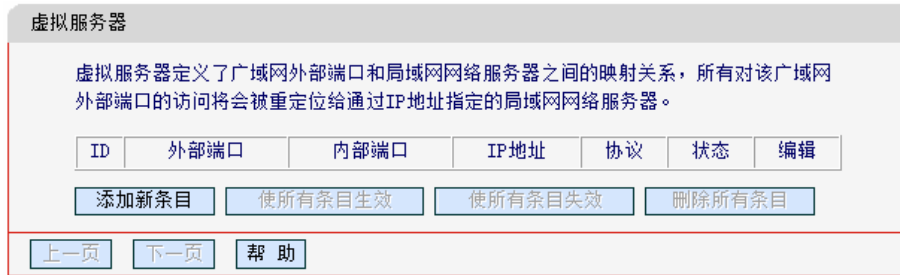 虚拟服务器
虚拟服务器定义了广域网外部端口和局域网网络服务器之间的映射关系，所有对该广域网
外部端口的访问将会被重定位给通过IP地址指定的局域网网络服务器。
ID 外部端口 内部端口 IP地址 协议 状态 编辑
添加新条目 使所有条目生效 使所有条目失效 删除所有条目
上一页 下一页 帮 助